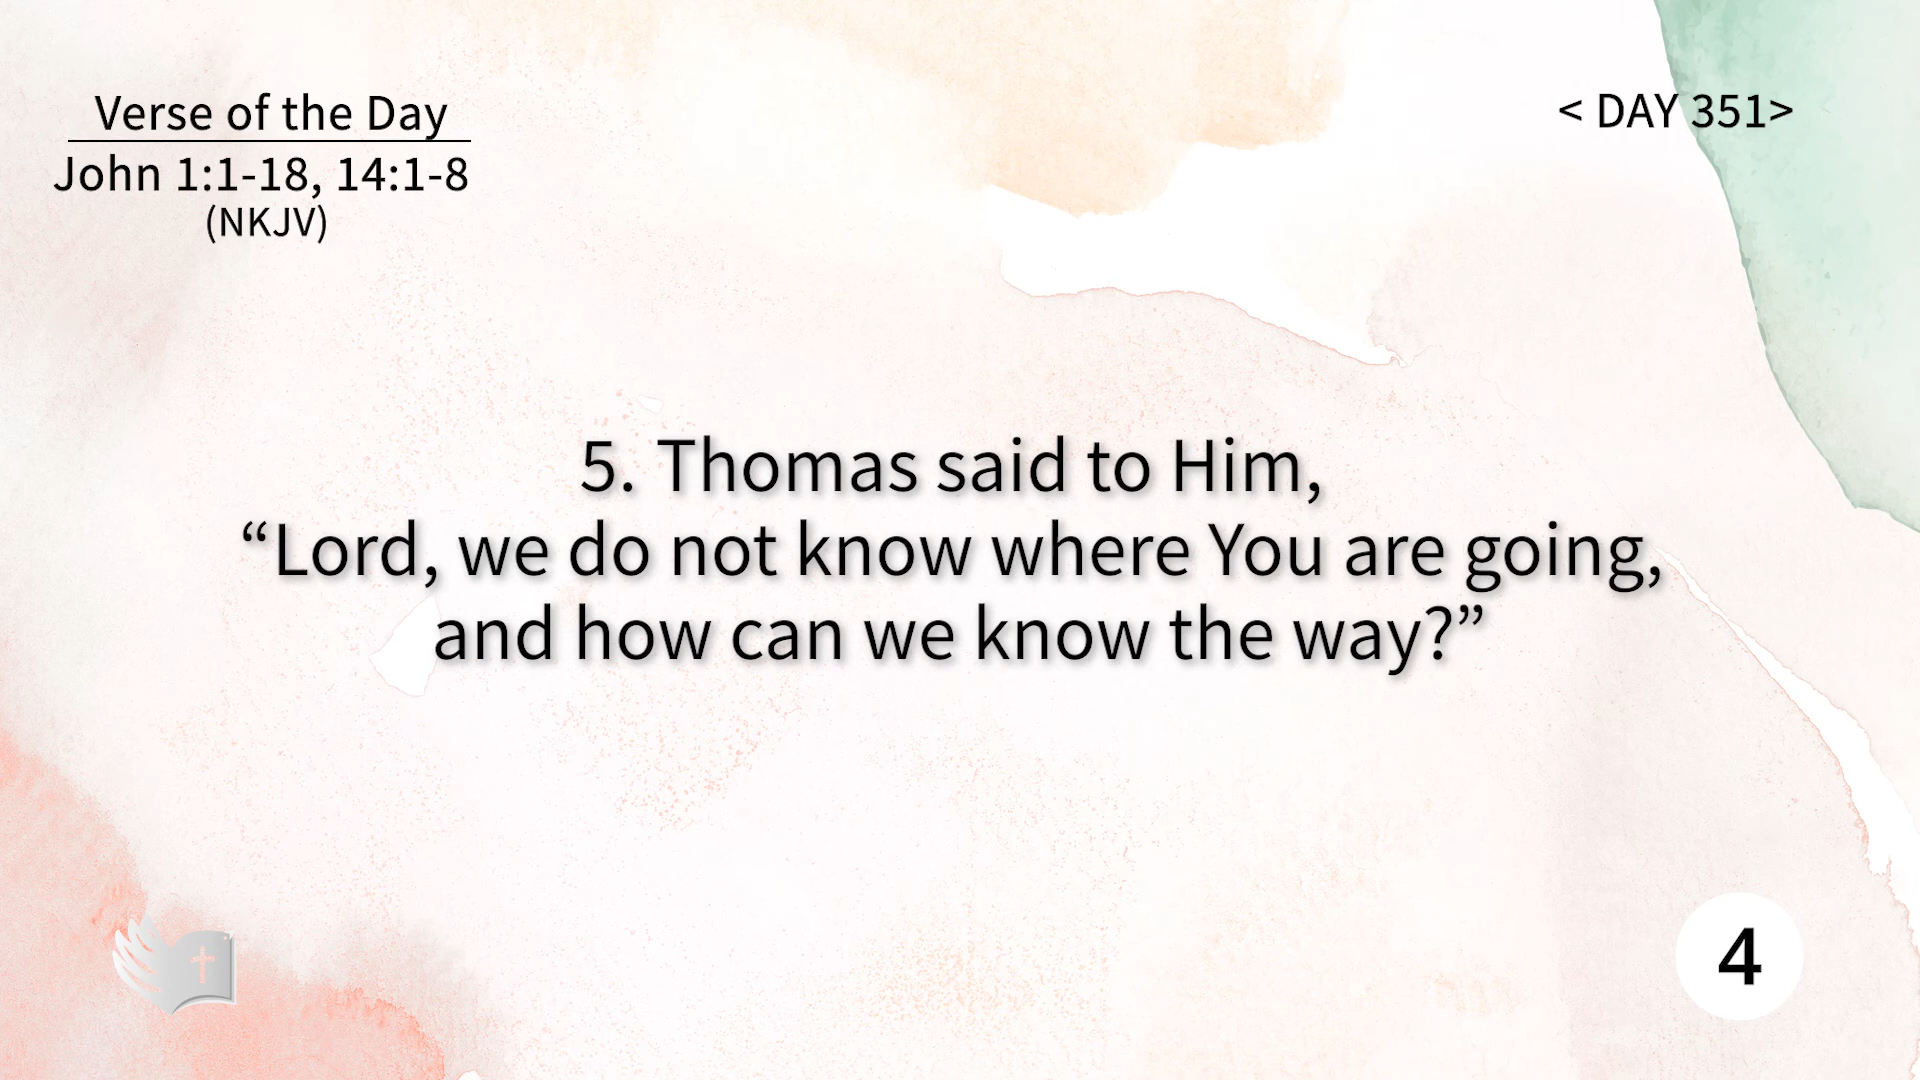 Verse of the Day
John 1:1-18, 14:1-8
(NKJV)
< DAY 351>
5. Thomas said to Him,
“Lord, we do not know where You are going,
and how can we know the way?”
4